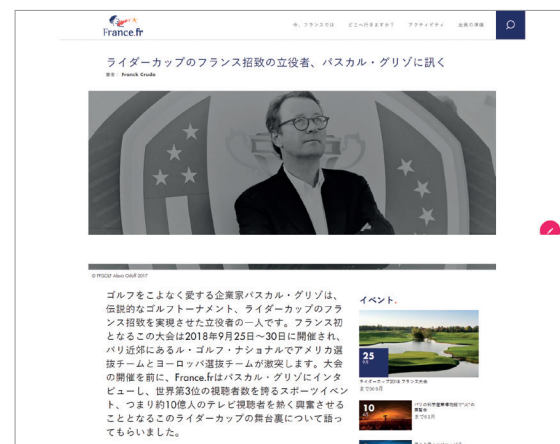 France.fr
今、フランスでは どこへ行きますか? アクティビティ 出発の準備
ライダーカップのフランス招致の立役者、パスカル・グリゾに訊く
著者: Franck Crudo
© FFGOLF Alexis Orloff 2017
ゴルフをこよなく愛する企業家パスカル・グリゾは、
伝説的なゴルフトーナメント、ライダーカップのフラ
ンス招致を実現させた立役者の一人です。フランス初
となるこの大会は2018年9月25日〜30日に開催され、
パリ近郊にあるル・ゴルフ・ナショナルでアメリカ選
抜チームとヨーロッパ選抜チームが激突します。大会
の開催を前に、France.frはパスカル・グリゾにインタ
ビューし、世界第3位の視聴者数を誇るスポーツイベン
ト、つまり約10億人のテレビ視聴者を熱く興奮させる
こととなるこのライダーカップの舞台裏について語っ
てもらいました。
イベント.
25
ライダーカップ2018 フランス大会
まで30 9月
10